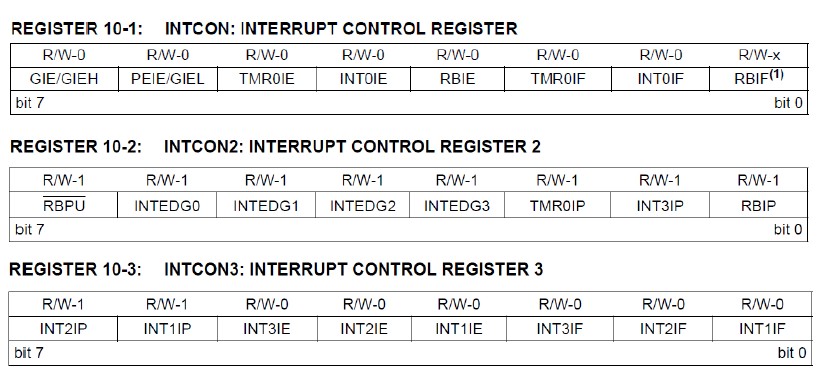 REGISTER 10-1: INTCON: INTERRUPT CONTROL REGISTER
R/W-0 R/W-0 R/W-0 R/W-0 R/W-0 R/W-0 R/W-0 R/W-x
GIE/GIEH PEIE/GIEL TMR0IE INT0IE RBIE TMR0IF INT0IF RBIF(1)
bit 7 bit 0
REGISTER 10-2: INTCON2: INTERRUPT CONTROL REGISTER 2
R/W-1 R/W-1 R/W-1 R/W-1 R/W-1 R/W-1 R/W-1 R/W-1
RBPU INTEDG0 INTEDG1 INTEDG2 INTEDG3 TMR0IP INT3IP RBIP
bit 7 bit 0
REGISTER 10-3: INTCON3: INTERRUPT CONTROL REGISTER 3
R/W-1 R/W-1 R/W-0 R/W-0 R/W-0 R/W-0 R/W-0 R/W-0
INT2IP INT1IP INT3IE INT2IE INT1IE INT3IF INT2IF INT1IF
bit 7 bit 0